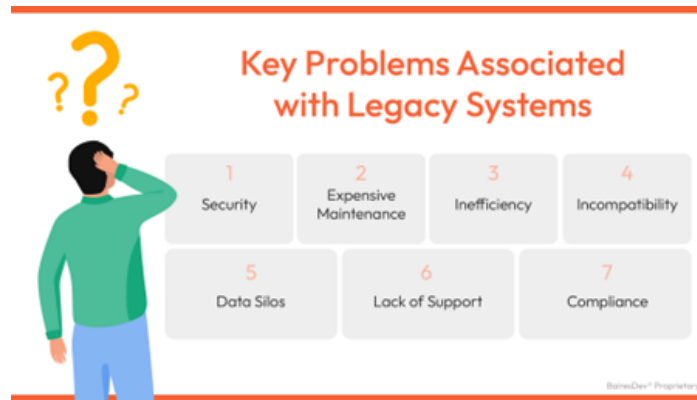 ? ? ?
Key Problems Associated
with Legacy Systems
1
Security
2
Expensive
Maintenance
3
Inefficiency
4
Incompatibility
5
Data Silos
6
Lack of Support
7
Compliance
BairesDev® Proprietary